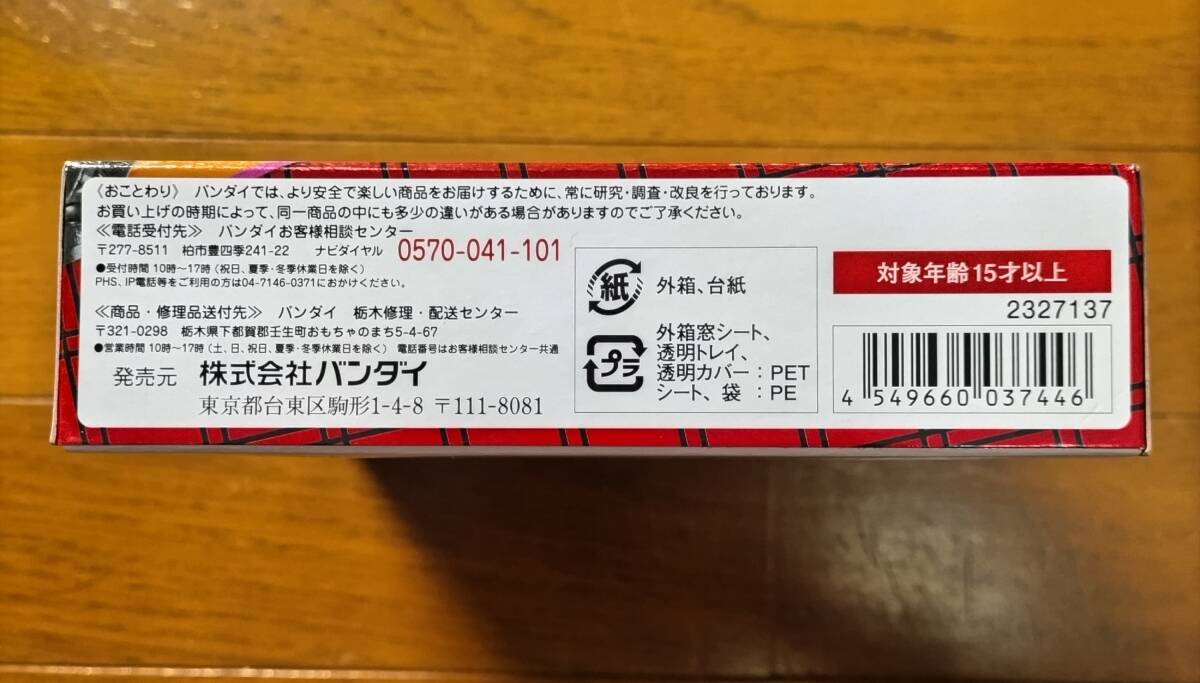 〈おことわり〉 バンダイでは、より安全で楽しい商品をお届けするために、常に研究・調査・改良を行っております。
お買い上げの時期によって、同一商品の中にも多少の違いがある場合がありますのでご了承ください。
≪電話受付先≫ バンダイお客様相談センター
〒277-8511 柏市豊四季241-22 ナビダイヤル 0570-041-101
●受付時間 10時〜17時(祝日、夏季・冬季休業日を除く)
PHS、IP電話等をご利用の方は04-7146-0371におかけください。
≪商品・修理品送付先≫ バンダイ 栃木修理・配送センター
〒321-0298 栃木県下都賀郡壬生町おもちゃのまち5-4-67
●営業時間 10時〜17時(土、日、祝日、夏季・冬季休業日を除く) 電話番号はお客様相談センター共通
発売元 株式会社バンダイ
東京都台東区駒形1-4-8 〒111-8081
紙 外箱、台紙
プラ 外箱窓シート、
透明トレイ、
透明カバー:PET
シート、袋:PE
対象年齢15才以上
2327137
4 549660 037446